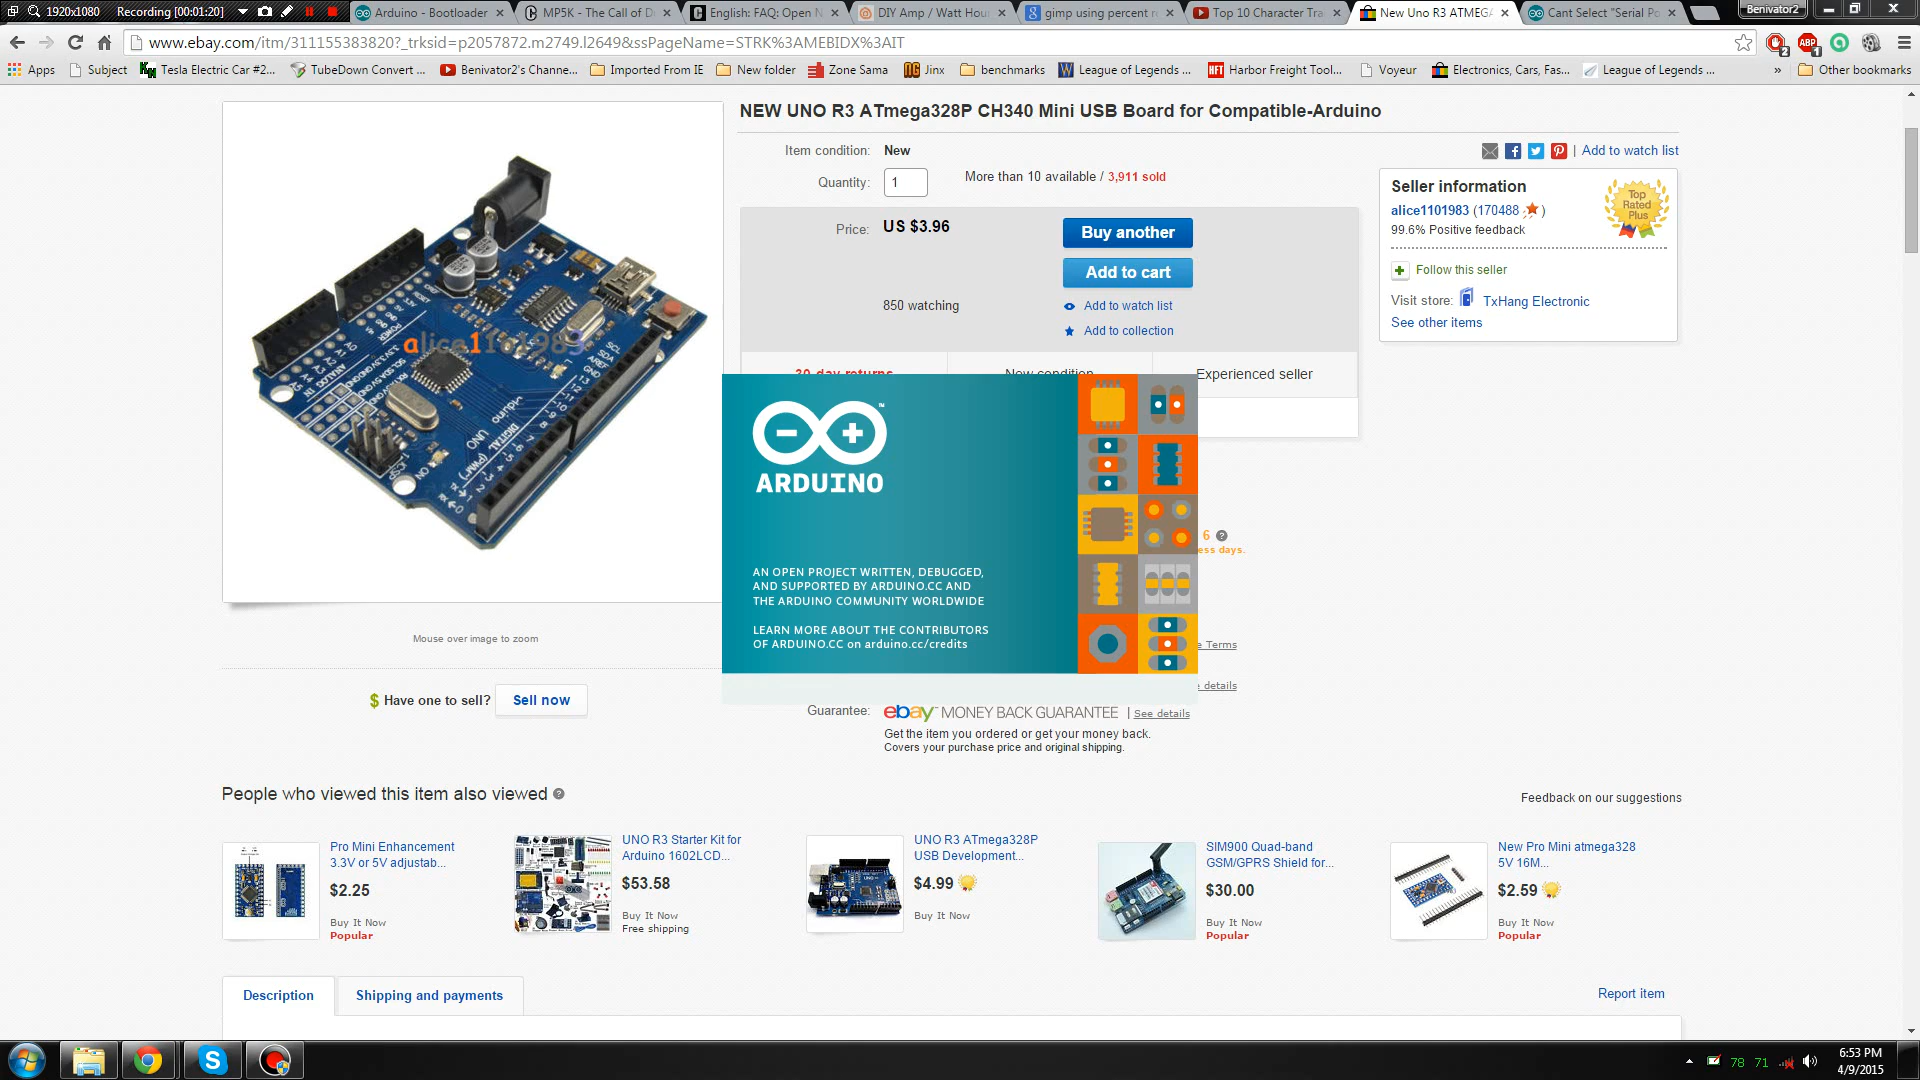 1920x1080 Recording [00:01:20]
Arduino - Bootloader
MP5K - The Call of D
English: FAQ: Open N
DIY Amp / Watt Hou
gimp using percent r
Top 10 Character Tra
New Uno R3 ATMEGA
Cant Select "Serial Po
Benivator2
www.ebay.com/itm/311155383820?_trksid=p2057872.m2749.l2649&ssPageName=STRK%3AMEBIDX%3AIT
2
ABP
1
Apps
Subject
Tesla Electric Car #2...
TubeDown Convert ...
Benivator2's Channe...
Imported From IE
New folder
Zone Sama
Jinx
benchmarks
League of Legends ...
Harbor Freight Tool...
Voyeur
Electronics, Cars, Fas...
League of Legends ...
»
Other bookmarks
NEW UNO R3 ATmega328P CH340 Mini USB Board for Compatible-Arduino
Item condition: New
| Add to watch list
Quantity: 1
More than 10 available / 3,911 sold
Price: US $3.96
Buy another
Add to cart
850 watching
Add to watch list
Add to collection
30 day returns
New condition
Experienced seller
Seller information
alice1101983 (170488 )
99.6% Positive feedback
Top
Rated
Plus
Follow this seller
Visit store: TxHang Electronic
See other items
alice1101983
ARDUINO
™
AN OPEN PROJECT WRITTEN, DEBUGGED,
AND SUPPORTED BY ARDUINO.CC AND
THE ARDUINO COMMUNITY WORLDWIDE
LEARN MORE ABOUT THE CONTRIBUTORS
OF ARDUINO.CC on arduino.cc/credits
6
ess days.
e Terms
details
Mouse over image to zoom
$ Have one to sell? Sell now
Guarantee: ebay MONEY BACK GUARANTEE | See details
Get the item you ordered or get your money back.
Covers your purchase price and original shipping.
People who viewed this item also viewed
Feedback on our suggestions
Pro Mini Enhancement
3.3V or 5V adjustab...
$2.25
Buy It Now
Popular
UNO R3 Starter Kit for
Arduino 1602LCD...
$53.58
Buy It Now
Free shipping
UNO R3 ATmega328P
USB Development...
$4.99
Buy It Now
SIM900 Quad-band
GSM/GPRS Shield for...
$30.00
Buy It Now
Popular
New Pro Mini atmega328
5V 16M...
$2.59
Buy It Now
Popular
Description
Shipping and payments
Report item
78 71
6:53 PM
4/9/2015